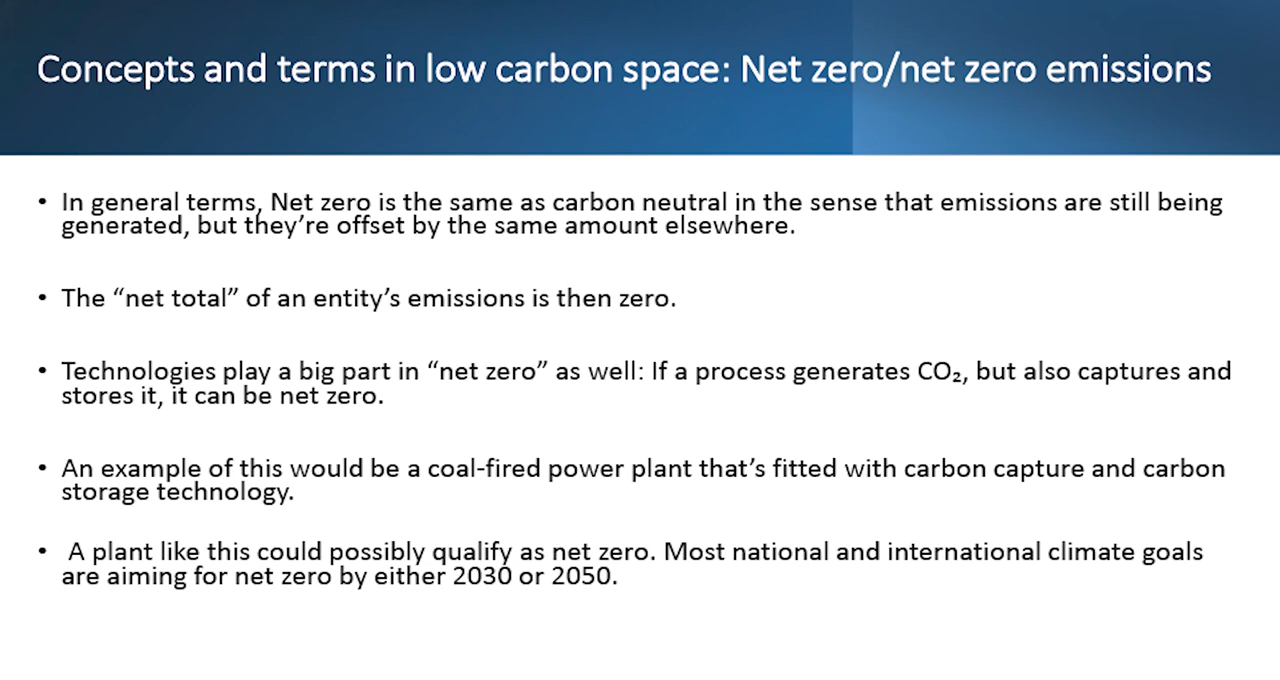 Concepts and terms in low carbon space: Net zero/net zero emissions
• In general terms, Net zero is the same as carbon neutral in the sense that emissions are still being
generated, but they’re offset by the same amount elsewhere.
• The “net total” of an entity’s emissions is then zero.
• Technologies play a big part in “net zero” as well: If a process generates CO₂, but also captures and
stores it, it can be net zero.
• An example of this would be a coal-fired power plant that’s fitted with carbon capture and carbon
storage technology.
• A plant like this could possibly qualify as net zero. Most national and international climate goals
are aiming for net zero by either 2030 or 2050.